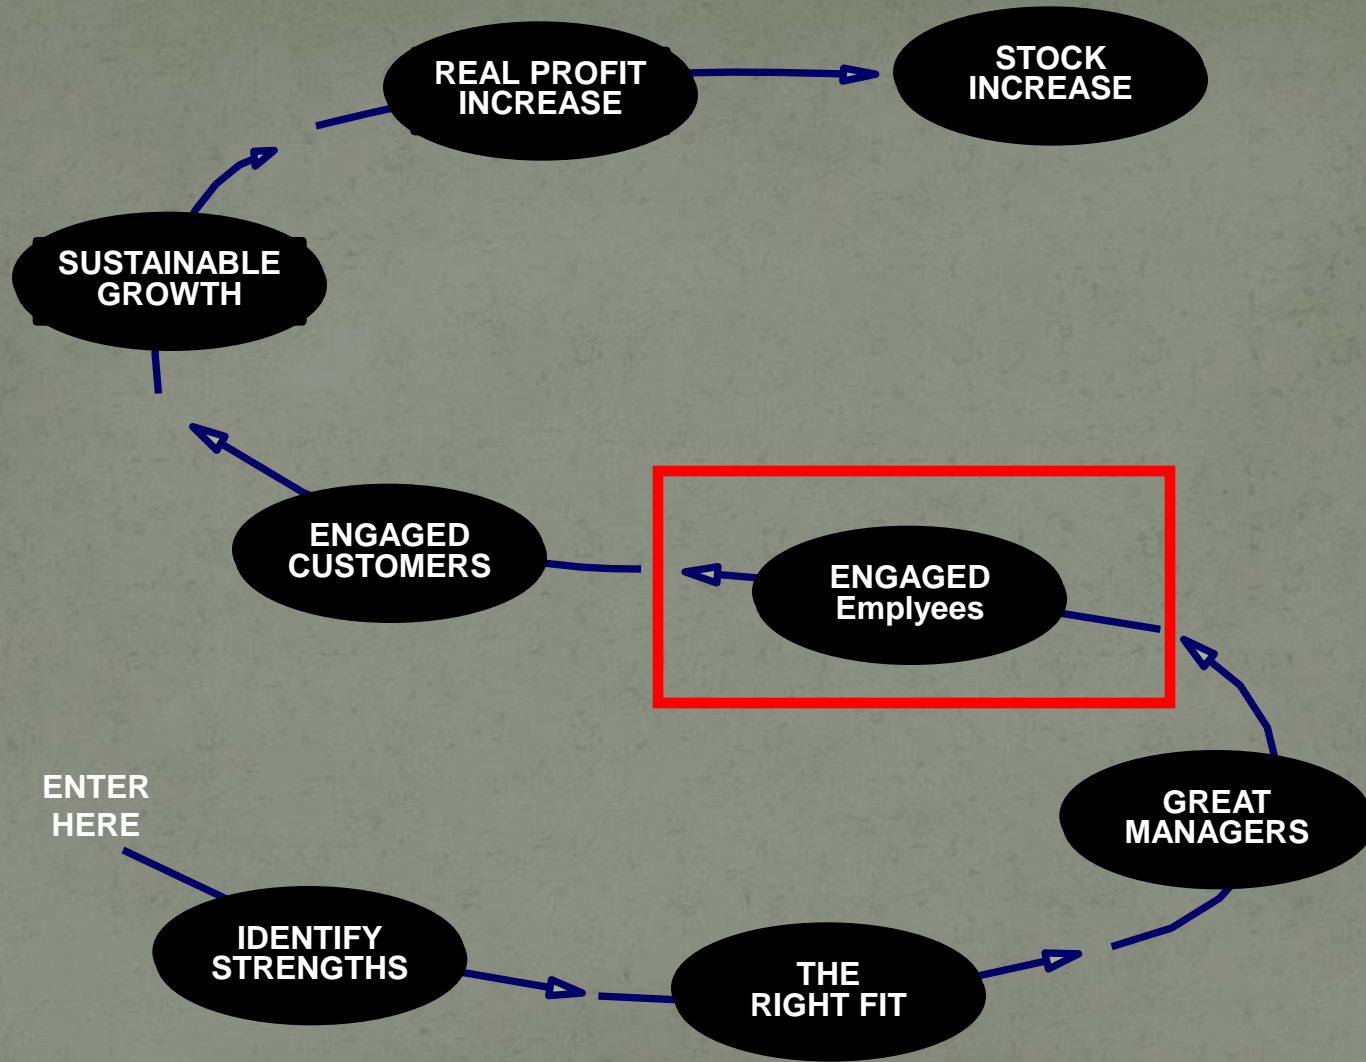 REAL PROFIT
INCREASE
STOCK
INCREASE
SUSTAINABLE
GROWTH
ENGAGED
CUSTOMERS
ENGAGED
Emplyees
ENTER
HERE
GREAT
MANAGERS
IDENTIFY
STRENGTHS
THE
RIGHT FIT